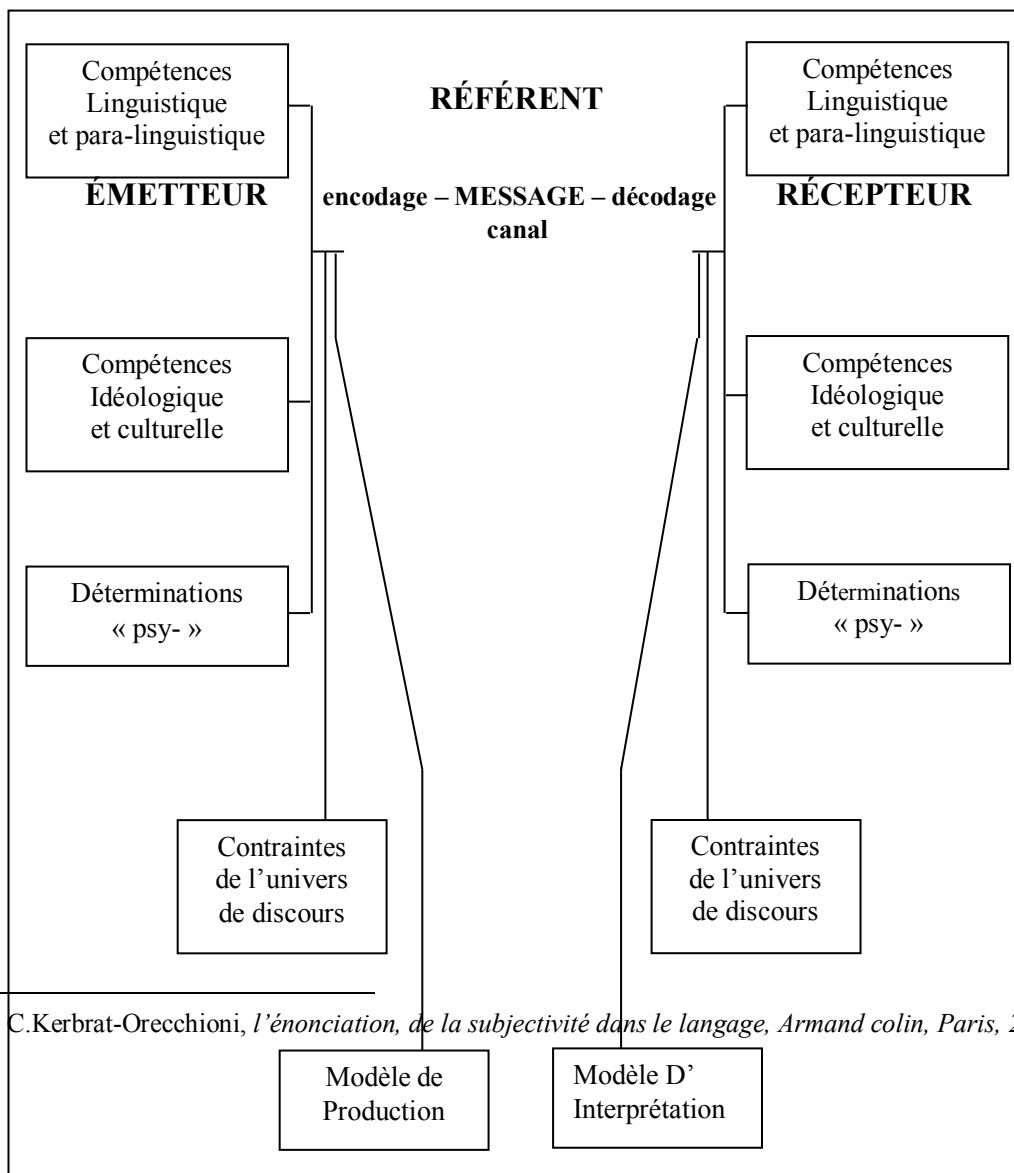 Compétences
Linguistique
et para-linguistique
RÉFÉRENT
Compétences
Linguistique
et para-linguistique
ÉMETTEUR
encodage – MESSAGE – décodage
canal
RÉCEPTEUR
Compétences
Idéologique
et culturelle
Compétences
Idéologique
et culturelle
Déterminations
« psy- »
Déterminations
« psy- »
Contraintes
de l’univers
de discours
Contraintes
de l’univers
de discours
C.Kerbrat-Orecchioni, l’énonciation, de la subjectivité dans le langage, Armand colin, Paris, 2
Modèle de
Production
Modèle D’
Interprétation